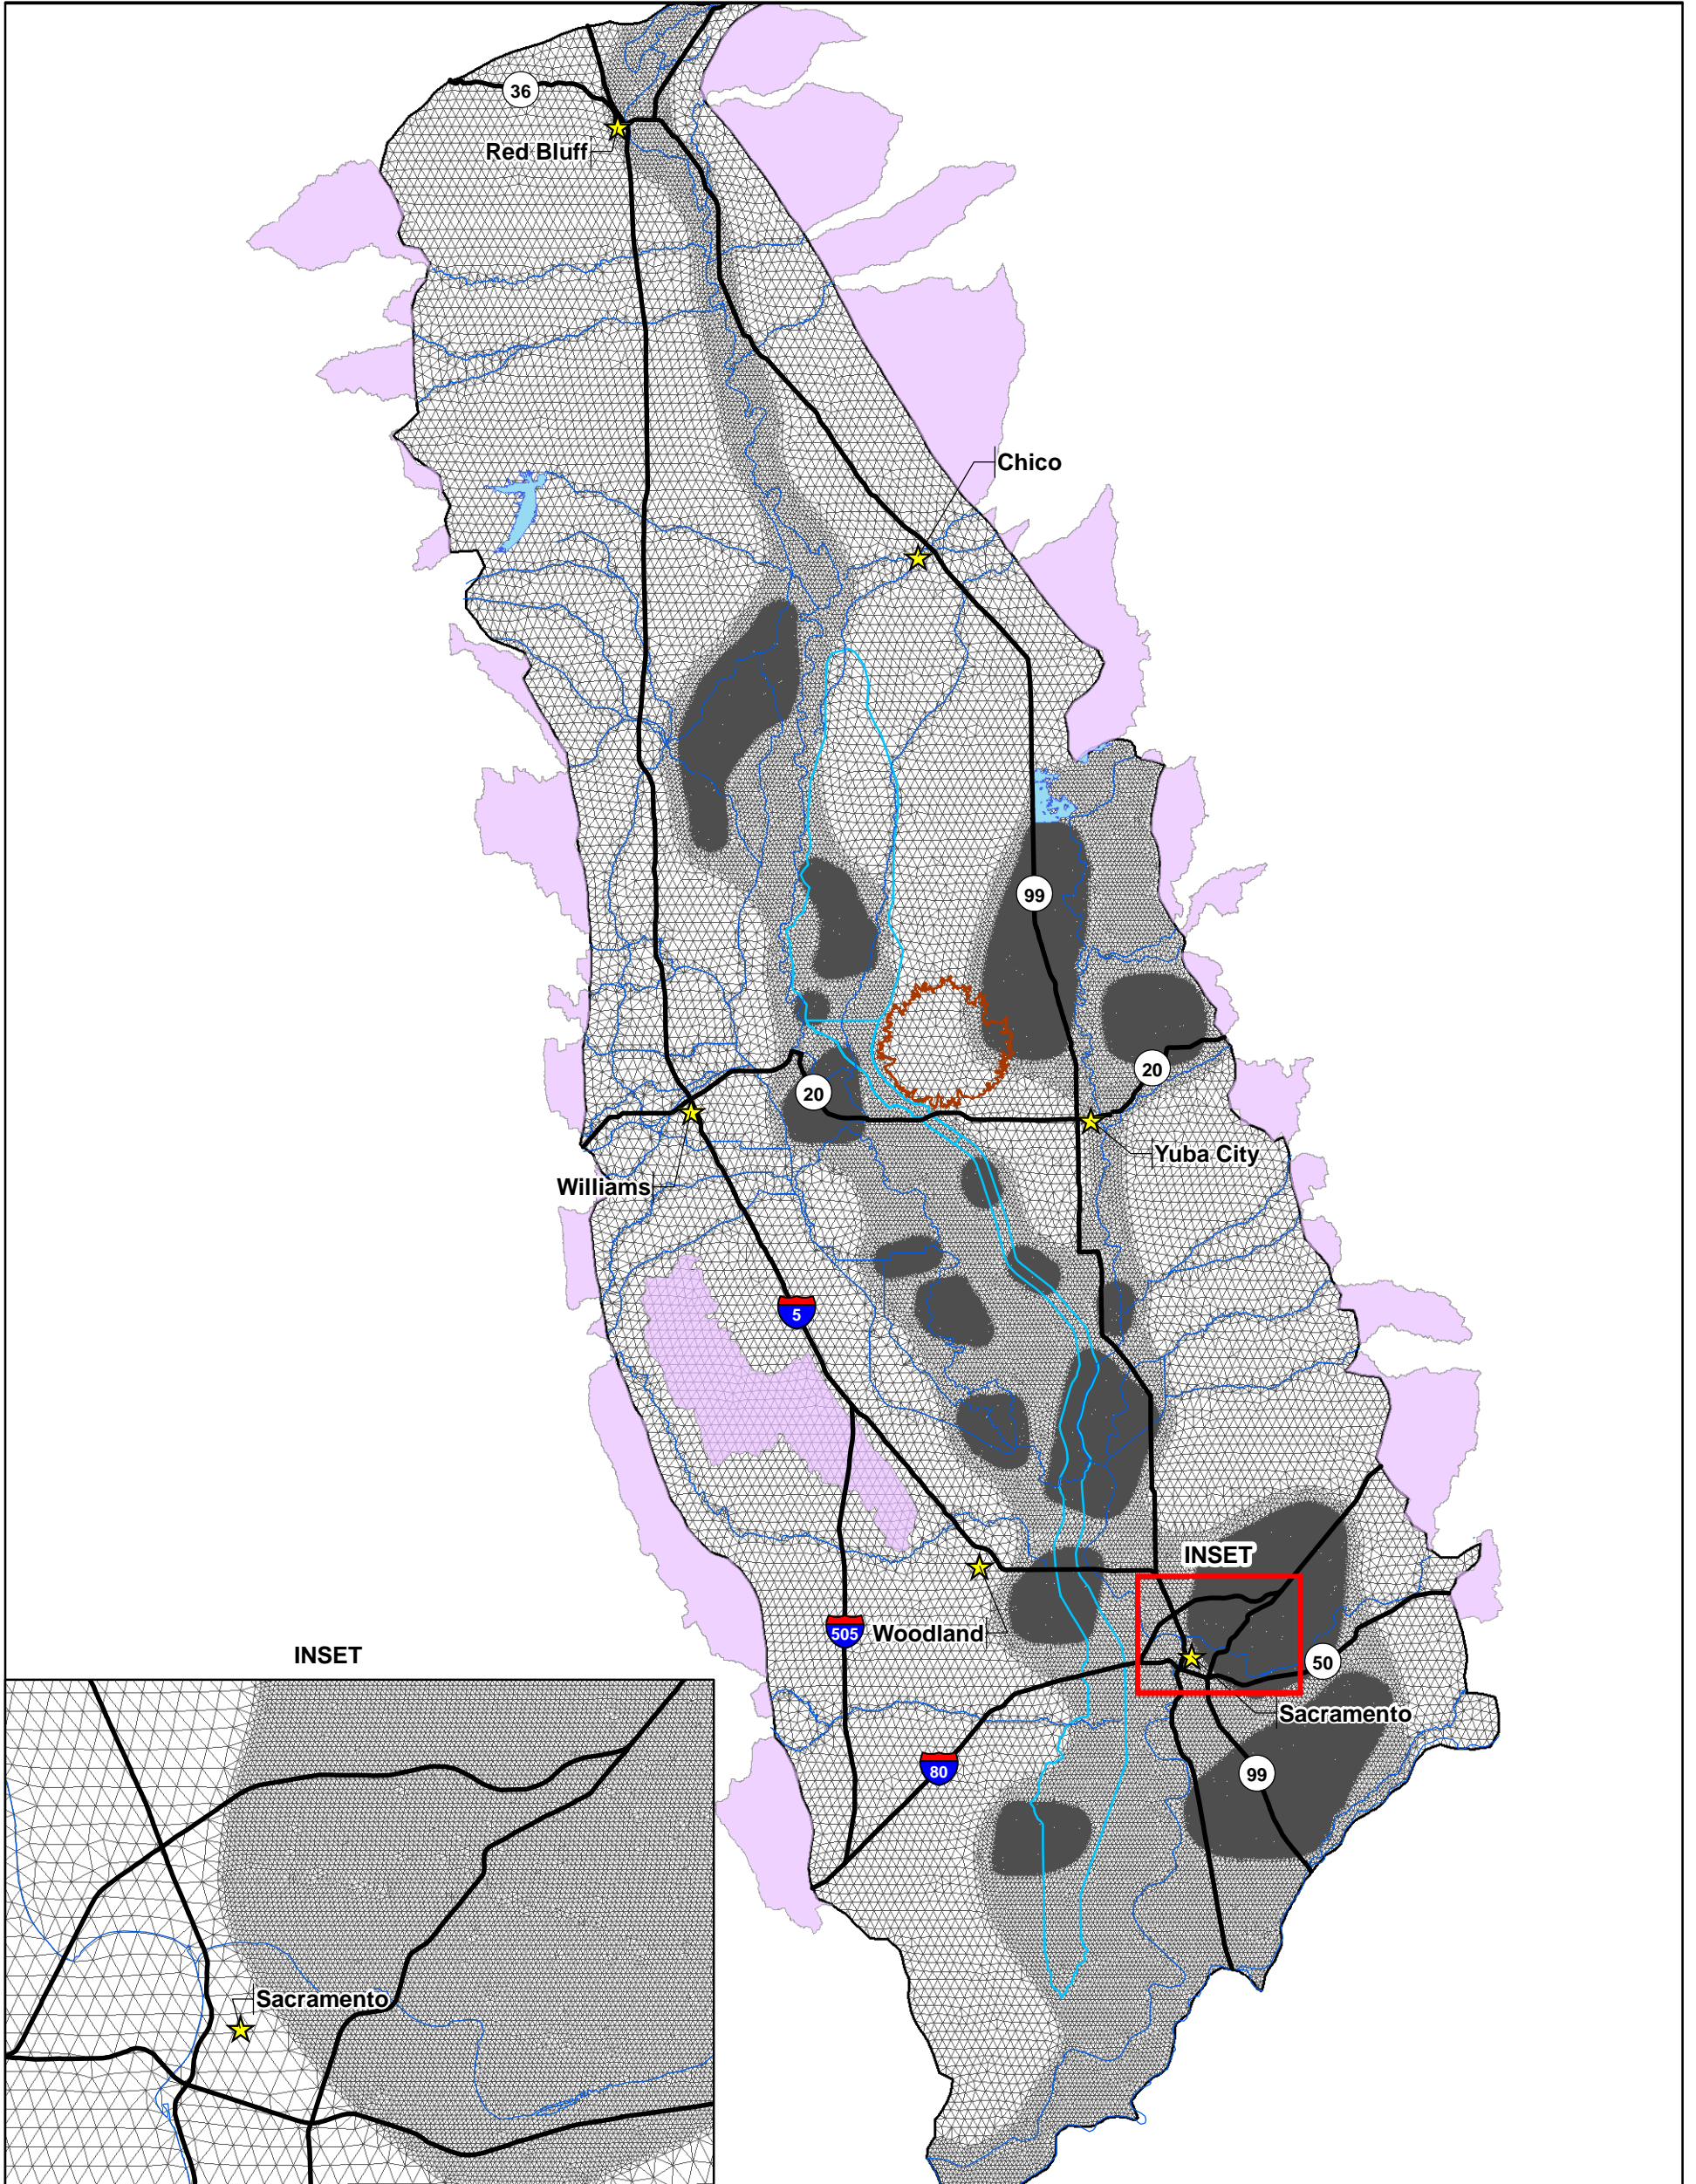 36
Red Bluff
Chico
99
20
20
Yuba City
Williams
5
INSET
505
Woodland
50
Sacramento
80
99
INSET
Sacramento